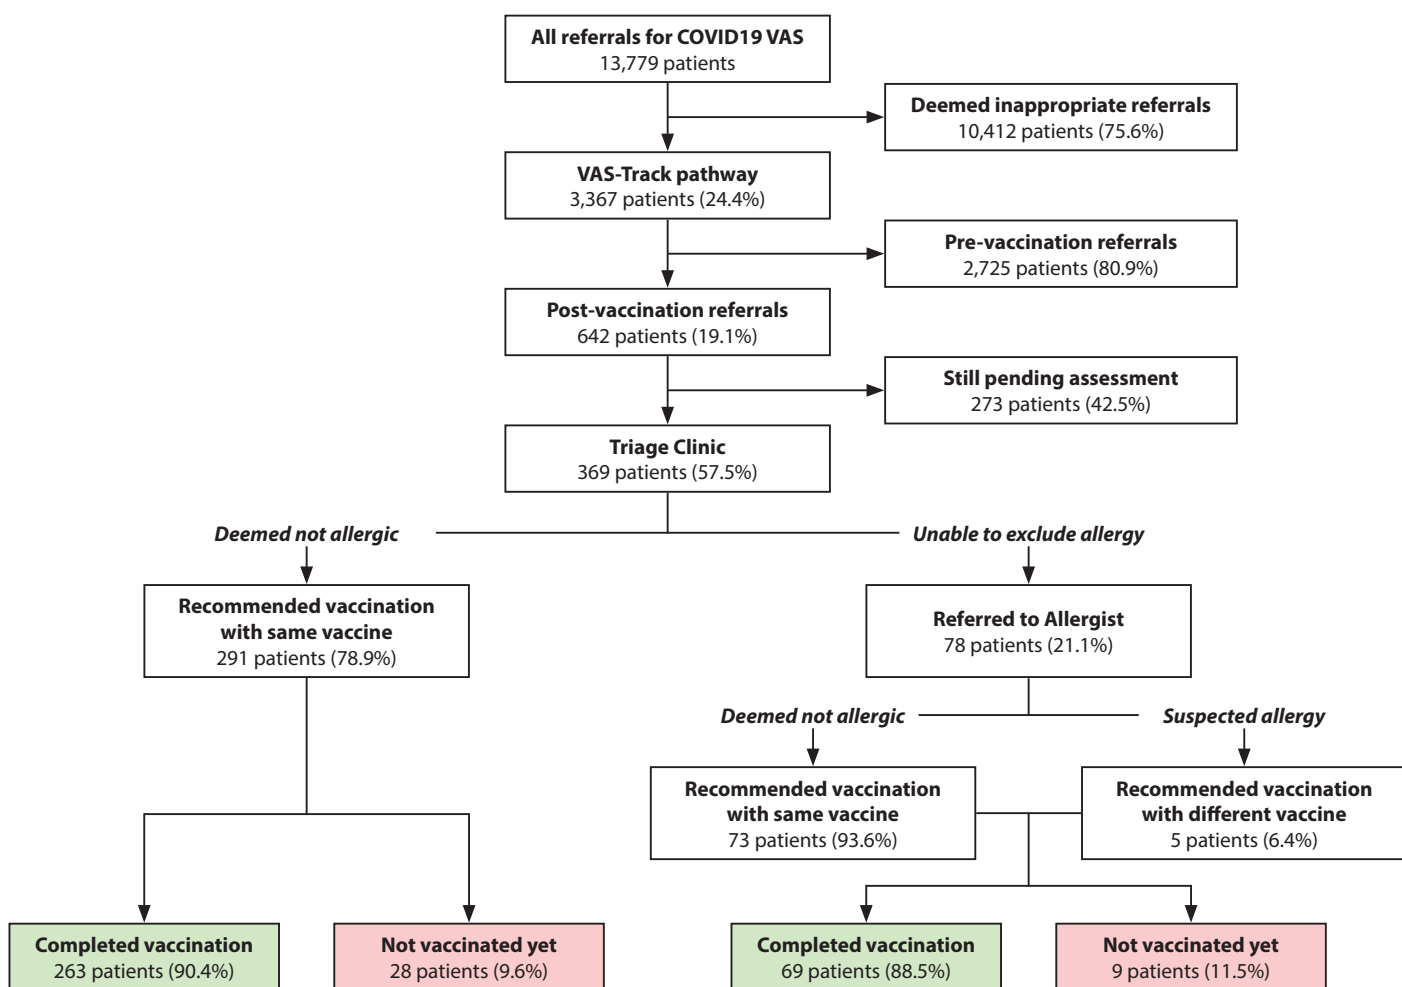 All referrals for COVID19 VAS
13,779 patients
Deemed inappropriate referrals
10,412 patients (75.6%)
VAS-Track pathway
3,367 patients (24.4%)
Pre-vaccination referrals
2,725 patients (80.9%)
Post-vaccination referrals
642 patients (19.1%)
Still pending assessment
273 patients (42.5%)
Triage Clinic
369 patients (57.5%)
Deemed not allergic
Unable to exclude allergy
Recommended vaccination
with same vaccine
291 patients (78.9%)
Referred to Allergist
78 patients (21.1%)
Deemed not allergic
Suspected allergy
Recommended vaccination
with same vaccine
73 patients (93.6%)
Recommended vaccination
with different vaccine
5 patients (6.4%)
Completed vaccination
263 patients (90.4%)
Not vaccinated yet
28 patients (9.6%)
Completed vaccination
69 patients (88.5%)
Not vaccinated yet
9 patients (11.5%)